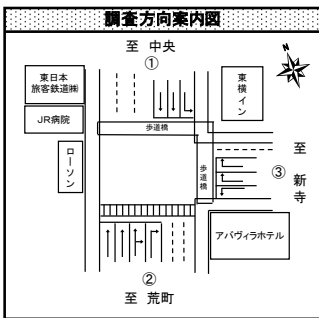 調査方向案内図
至 中央
①
N
東日本
旅客鉄道㈱
東横イン
JR病院
歩道橋
ローソン
歩道橋
至 新寺
③
アパヴィラホテル
②
至 荒町